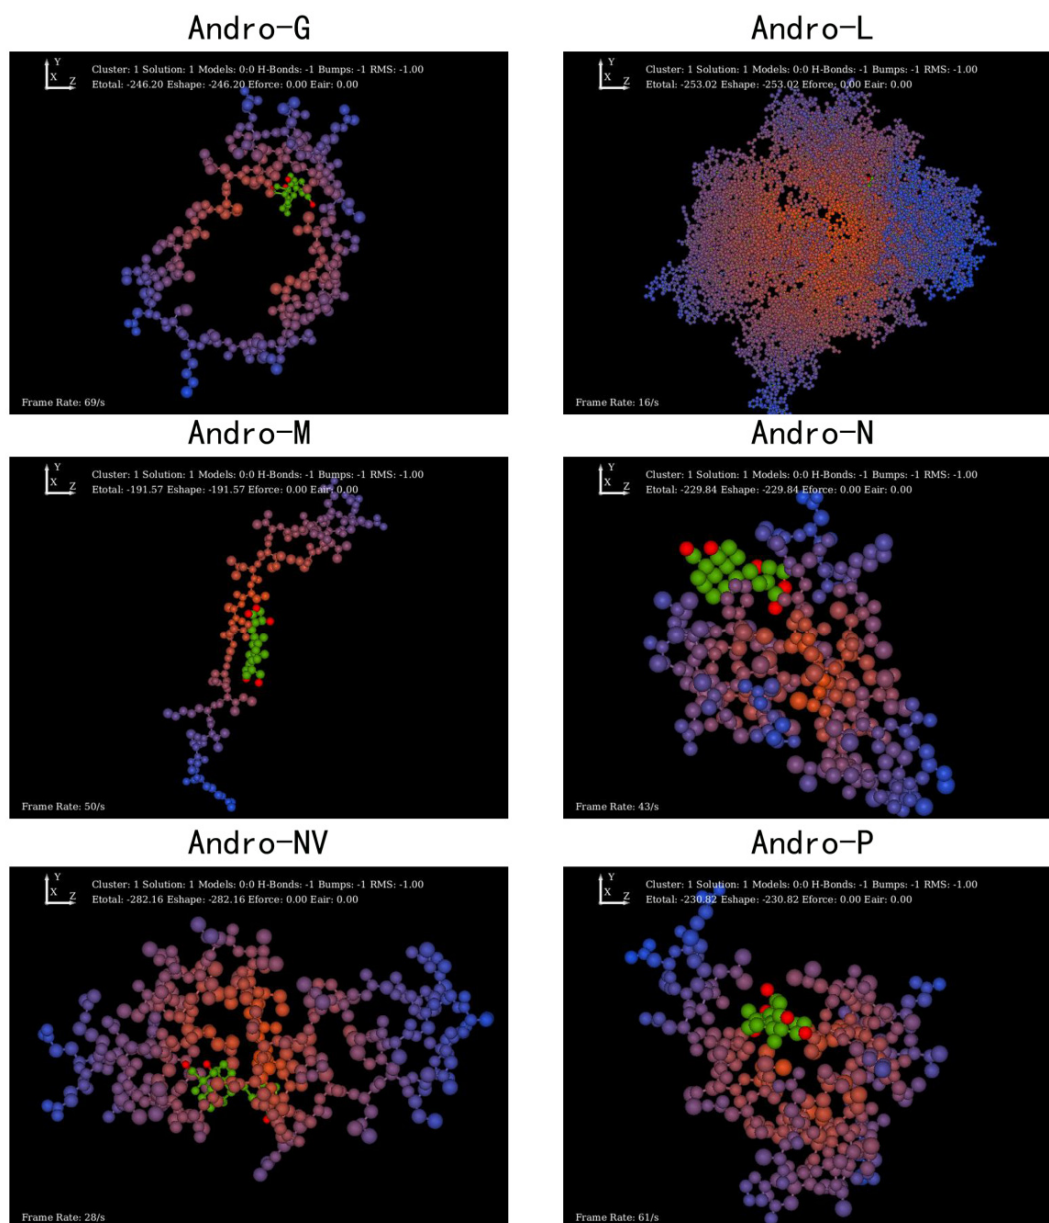 Andro-G
Andro-L
Y
X Z
Cluster: 1 Solution: 1 Models: 0:0 H-Bonds: -1 Bumps: -1 RMS: -1.00
Etotal: -246.20 Eshape: -246.20 Eforce: 0.00 Eair: 0.00
Frame Rate: 69/s
Y
X Z
Cluster: 1 Solution: 1 Models: 0:0 H-Bonds: -1 Bumps: -1 RMS: -1.00
Etotal: -253.02 Eshape: -253.02 Eforce: 0.00 Eair: 0.00
Frame Rate: 16/s
Andro-M
Andro-N
Y
X Z
Cluster: 1 Solution: 1 Models: 0:0 H-Bonds: -1 Bumps: -1 RMS: -1.00
Etotal: -191.57 Eshape: -191.57 Eforce: 0.00 Eair: 0.00
Frame Rate: 50/s
Y
X Z
Cluster: 1 Solution: 1 Models: 0:0 H-Bonds: -1 Bumps: -1 RMS: -1.00
Etotal: -229.84 Eshape: -229.84 Eforce: 0.00 Eair: 0.00
Frame Rate: 43/s
Andro-NV
Andro-P
Y
X Z
Cluster: 1 Solution: 1 Models: 0:0 H-Bonds: -1 Bumps: -1 RMS: -1.00
Etotal: -282.16 Eshape: -282.16 Eforce: 0.00 Eair: 0.00
Frame Rate: 28/s
Y
X Z
Cluster: 1 Solution: 1 Models: 0:0 H-Bonds: -1 Bumps: -1 RMS: -1.00
Etotal: -230.82 Eshape: -230.82 Eforce: 0.00 Eair: 0.00
Frame Rate: 61/s